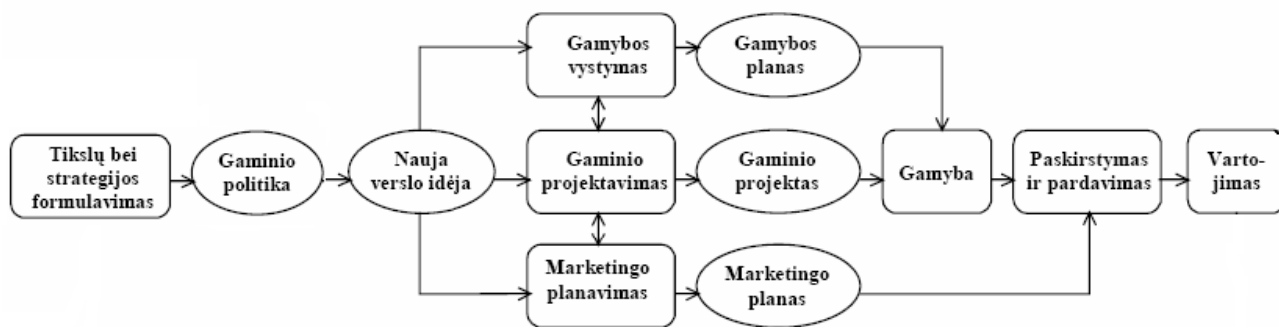 Tikslų bei
strategijos
formulavimas
Gaminio
politika
Nauja
verslo idėja
Gamybos
vystymas
Gamybos
planas
Gaminio
projektavimas
Gaminio
projektas
Marketingo
planavimas
Marketingo
planas
Gamyba
Paskirstymas
ir pardavimas
Varto-
jimas